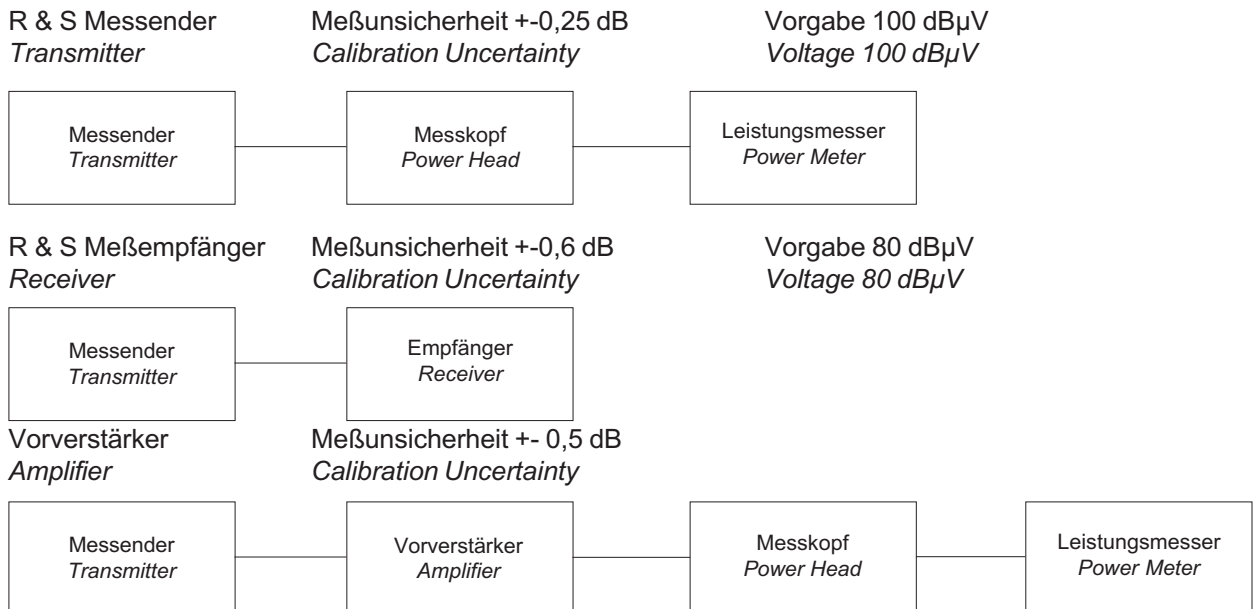 R & S Messender Meßunsicherheit +-0,25 dB Vorgabe 100 dBµV
Transmitter Calibration Uncertainty Voltage 100 dBµV
Messender Messkopf Leistungsmesser
Transmitter Power Head Power Meter
R & S Meßempfänger Meßunsicherheit +-0,6 dB Vorgabe 80 dBµV
Receiver Calibration Uncertainty Voltage 80 dBµV
Messender Empfänger
Transmitter Receiver
Vorverstärker Meßunsicherheit +- 0,5 dB
Amplifier Calibration Uncertainty
Messender Vorverstärker Messkopf Leistungsmesser
Transmitter Amplifier Power Head Power Meter